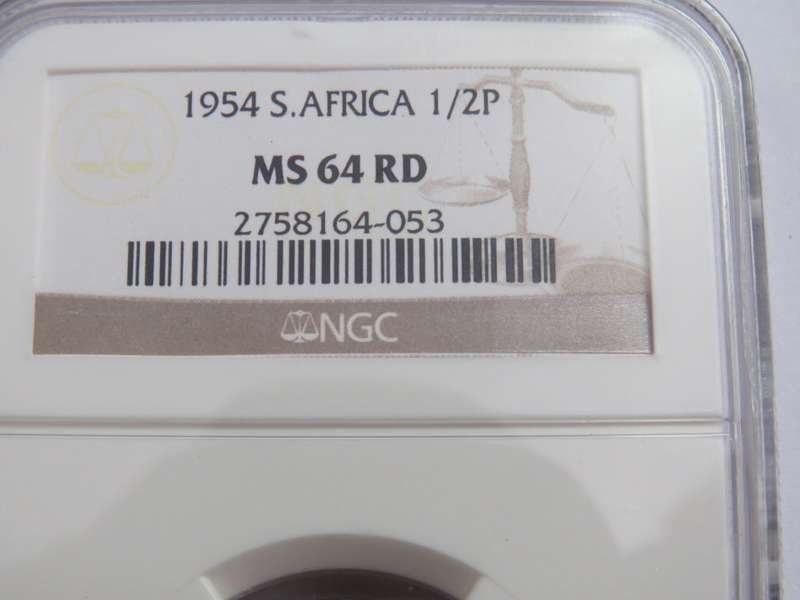 1954 S.AFRICA 1/2P
MS 64 RD
2758164-053
NGC